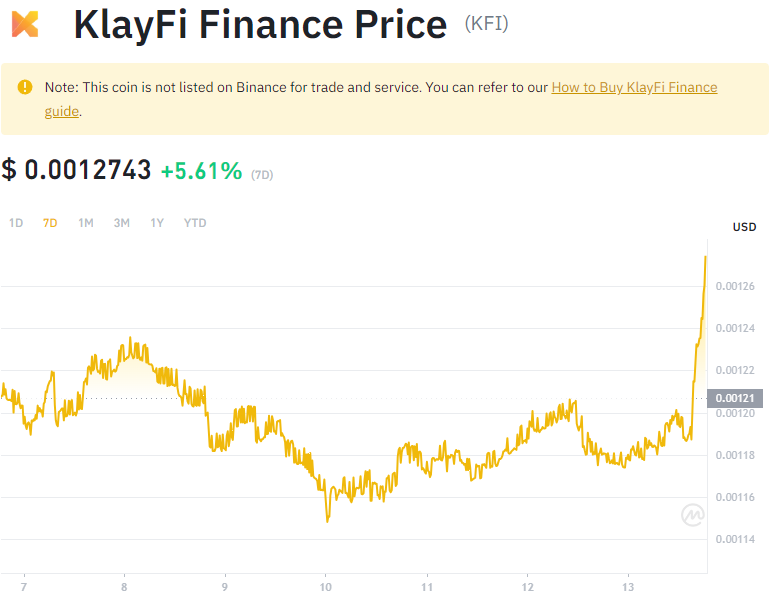 KlayFi Finance Price (KFI)
Note: This coin is not listed on Binance for trade and service. You can refer to our How to Buy KlayFi Finance
guide.
$ 0.0012743 +5.61% (7D)
1D 7D 1M 3M 1Y YTD
USD
0.00126
0.00124
0.00122
0.00121
0.00120
0.00118
0.00116
0.00114
7 8 9 10 11 12 13